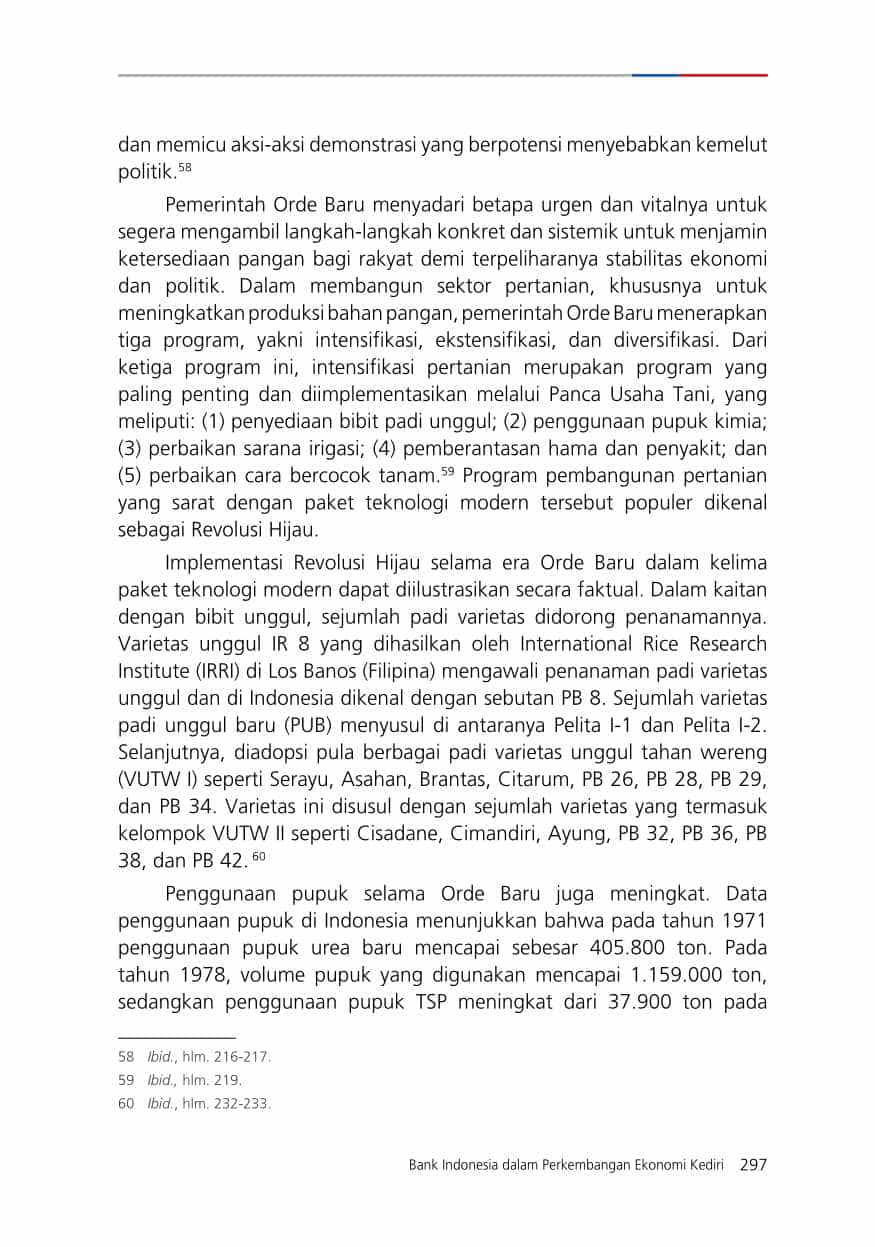 dan memicu aksi-aksi demonstrasi yang berpotensi menyebabkan kemelut
politik.58
Pemerintah Orde Baru menyadari betapa urgen dan vitalnya untuk
segera mengambil langkah-langkah konkret dan sistemik untuk menjamin
ketersediaan pangan bagi rakyat demi terpeliharanya stabilitas ekonomi
dan politik. Dalam membangun sektor pertanian, khususnya untuk
meningkatkan produksi bahan pangan, pemerintah Orde Baru menerapkan
tiga program, yakni intensifikasi, ekstensifikasi, dan diversifikasi. Dari
ketiga program ini, intensifikasi pertanian merupakan program yang
paling penting dan diimplementasikan melalui Panca Usaha Tani, yang
meliputi: (1) penyediaan bibit padi unggul; (2) penggunaan pupuk kimia;
(3) perbaikan sarana irigasi; (4) pemberantasan hama dan penyakit; dan
(5) perbaikan cara bercocok tanam.59 Program pembangunan pertanian
yang sarat dengan paket teknologi modern tersebut populer dikenal
sebagai Revolusi Hijau.
Implementasi Revolusi Hijau selama era Orde Baru dalam kelima
paket teknologi modern dapat diilustrasikan secara faktual. Dalam kaitan
dengan bibit unggul, sejumlah padi varietas didorong penanamannya.
Varietas unggul IR 8 yang dihasilkan oleh International Rice Research
Institute (IRRI) di Los Banos (Filipina) mengawali penanaman padi varietas
unggul dan di Indonesia dikenal dengan sebutan PB 8. Sejumlah varietas
padi unggul baru (PUB) menyusul di antaranya Pelita I-1 dan Pelita I-2.
Selanjutnya, diadopsi pula berbagai padi varietas unggul tahan wereng
(VUTW I) seperti Serayu, Asahan, Brantas, Citarum, PB 26, PB 28, PB 29,
dan PB 34. Varietas ini disusul dengan sejumlah varietas yang termasuk
kelompok VUTW II seperti Cisadane, Cimandiri, Ayung, PB 32, PB 36, PB
38, dan PB 42. 60
Penggunaan pupuk selama Orde Baru juga meningkat. Data
penggunaan pupuk di Indonesia menunjukkan bahwa pada tahun 1971
penggunaan pupuk urea baru mencapai sebesar 405.800 ton. Pada
tahun 1978, volume pupuk yang digunakan mencapai 1.159.000 ton,
sedangkan penggunaan pupuk TSP meningkat dari 37.900 ton pada
58 Ibid., hlm. 216-217.
59 Ibid., hlm. 219.
60 Ibid., hlm. 232-233.
Bank Indonesia dalam Perkembangan Ekonomi Kediri 297